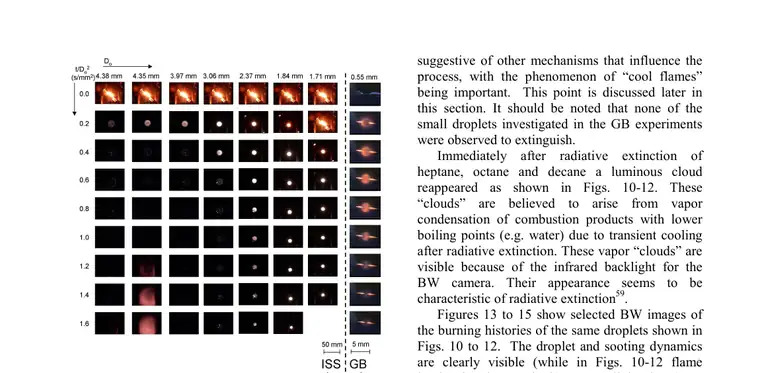 D₀
t/D₀²
(s/mm²)
4.38 mm 4.35 mm 3.97 mm 3.06 mm 2.37 mm 1.84 mm 1.71 mm 0.55 mm
0.0
0.2
0.4
0.6
0.8
1.0
1.2
1.4
1.6
50 mm 5 mm
ISS GB
suggestive of other mechanisms that influence the
process, with the phenomenon of “cool flames”
being important. This point is discussed later in
this section. It should be noted that none of the
small droplets investigated in the GB experiments
were observed to extinguish.
Immediately after radiative extinction of
heptane, octane and decane a luminous cloud
reappeared as shown in Figs. 10-12. These
“clouds” are believed to arise from vapor
condensation of combustion products with lower
boiling points (e.g. water) due to transient cooling
after radiative extinction. These vapor “clouds” are
visible because of the infrared backlight for the
BW camera. Their appearance seems to be
characteristic of radiative extinction⁵⁹.
Figures 13 to 15 show selected BW images of
the burning histories of the same droplets shown in
Figs. 10 to 12. The droplet and sooting dynamics
are clearly visible (while in Figs. 10-12 flame